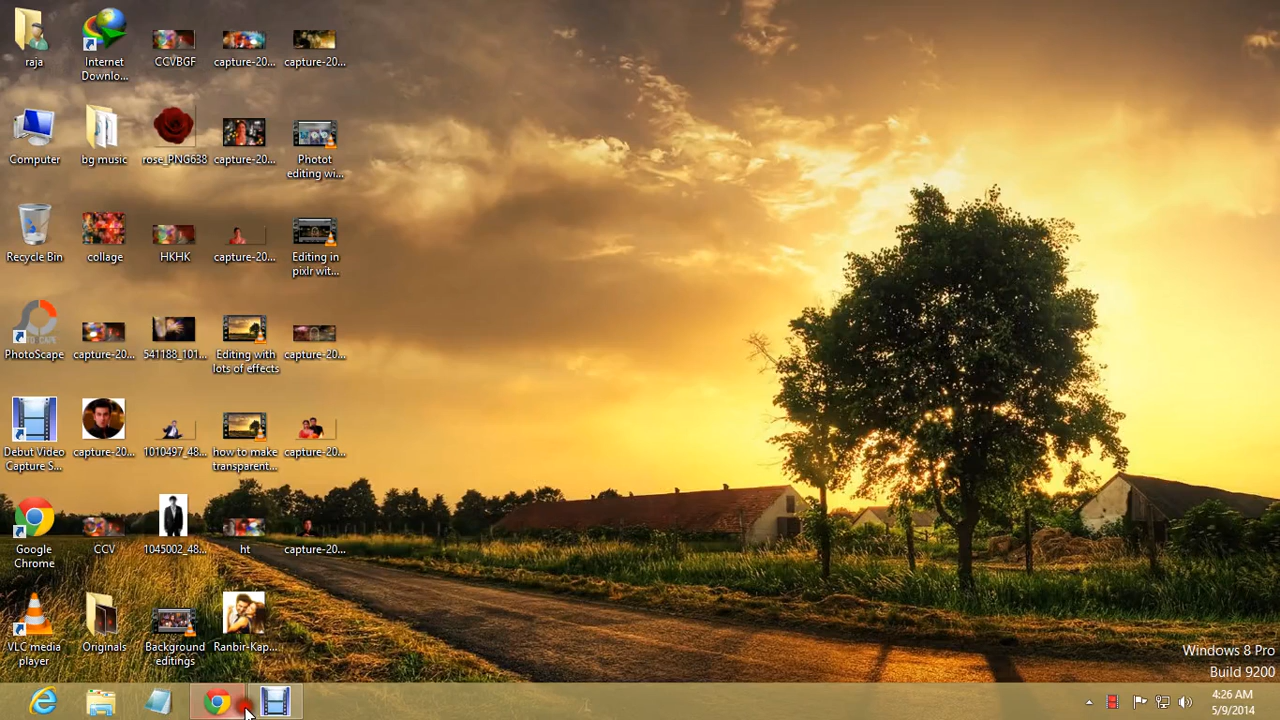 raja
Internet
Downlo...
CCVBGF
capture-20...
capture-20...
Computer
bg music
rose_PNG638
capture-20...
Photot
editing wi...
Recycle Bin
collage
HKHK
capture-20...
Editing in
pixlr wit...
PhotoScape
capture-20...
541188_101...
Editing with
lots of effects
capture-20...
Debut Video
Capture S...
capture-20...
1010497_48...
how to make
transparent...
capture-20...
Google
Chrome
CCV
1045002_48...
ht
capture-20...
VLC media
player
Originals
Background
editings
Ranbir-Kap...
Windows 8 Pro
Build 9200
4:26 AM
5/9/2014